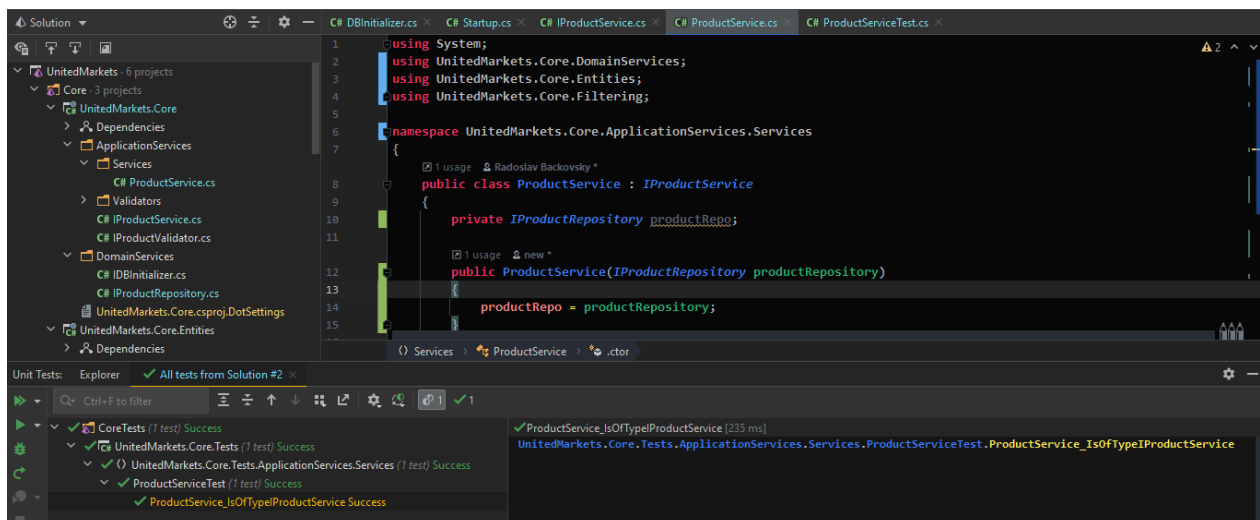 Solution
C# DBInitializer.cs
C# Startup.cs
C# IProductService.cs
C# ProductService.cs
C# ProductServiceTest.cs
UnitedMarkets · 6 projects
Core · 3 projects
C# UnitedMarkets.Core
Dependencies
ApplicationServices
Services
C# ProductService.cs
Validators
C# IProductService.cs
C# IProductValidator.cs
DomainServices
C# IDBInitializer.cs
C# IProductRepository.cs
UnitedMarkets.Core.csproj.DotSettings
C# UnitedMarkets.Core.Entities
Dependencies
1 using System;
2 using UnitedMarkets.Core.DomainServices;
3 using UnitedMarkets.Core.Entities;
4 using UnitedMarkets.Core.Filtering;
5
6 namespace UnitedMarkets.Core.ApplicationServices.Services
7 {
1 usage Radoslav Backovsky *
8 public class ProductService : IProductService
9 {
10 private IProductRepository productRepo;
11
1 usage new *
12 public ProductService(IProductRepository productRepository)
13 {
14 productRepo = productRepository;
15 }
2
Services ProductService .ctor
Unit Tests: Explorer All tests from Solution #2
Ctrl+F to filter
1 1
CoreTests (1 test) Success
UnitedMarkets.Core.Tests (1 test) Success
UnitedMarkets.Core.Tests.ApplicationServices.Services (1 test) Success
ProductServiceTest (1 test) Success
ProductService_IsOfTypeIProductService Success
ProductService_IsOfTypeIProductService [235 ms]
UnitedMarkets.Core.Tests.ApplicationServices.Services.ProductServiceTest.ProductService_IsOfTypeIProductService